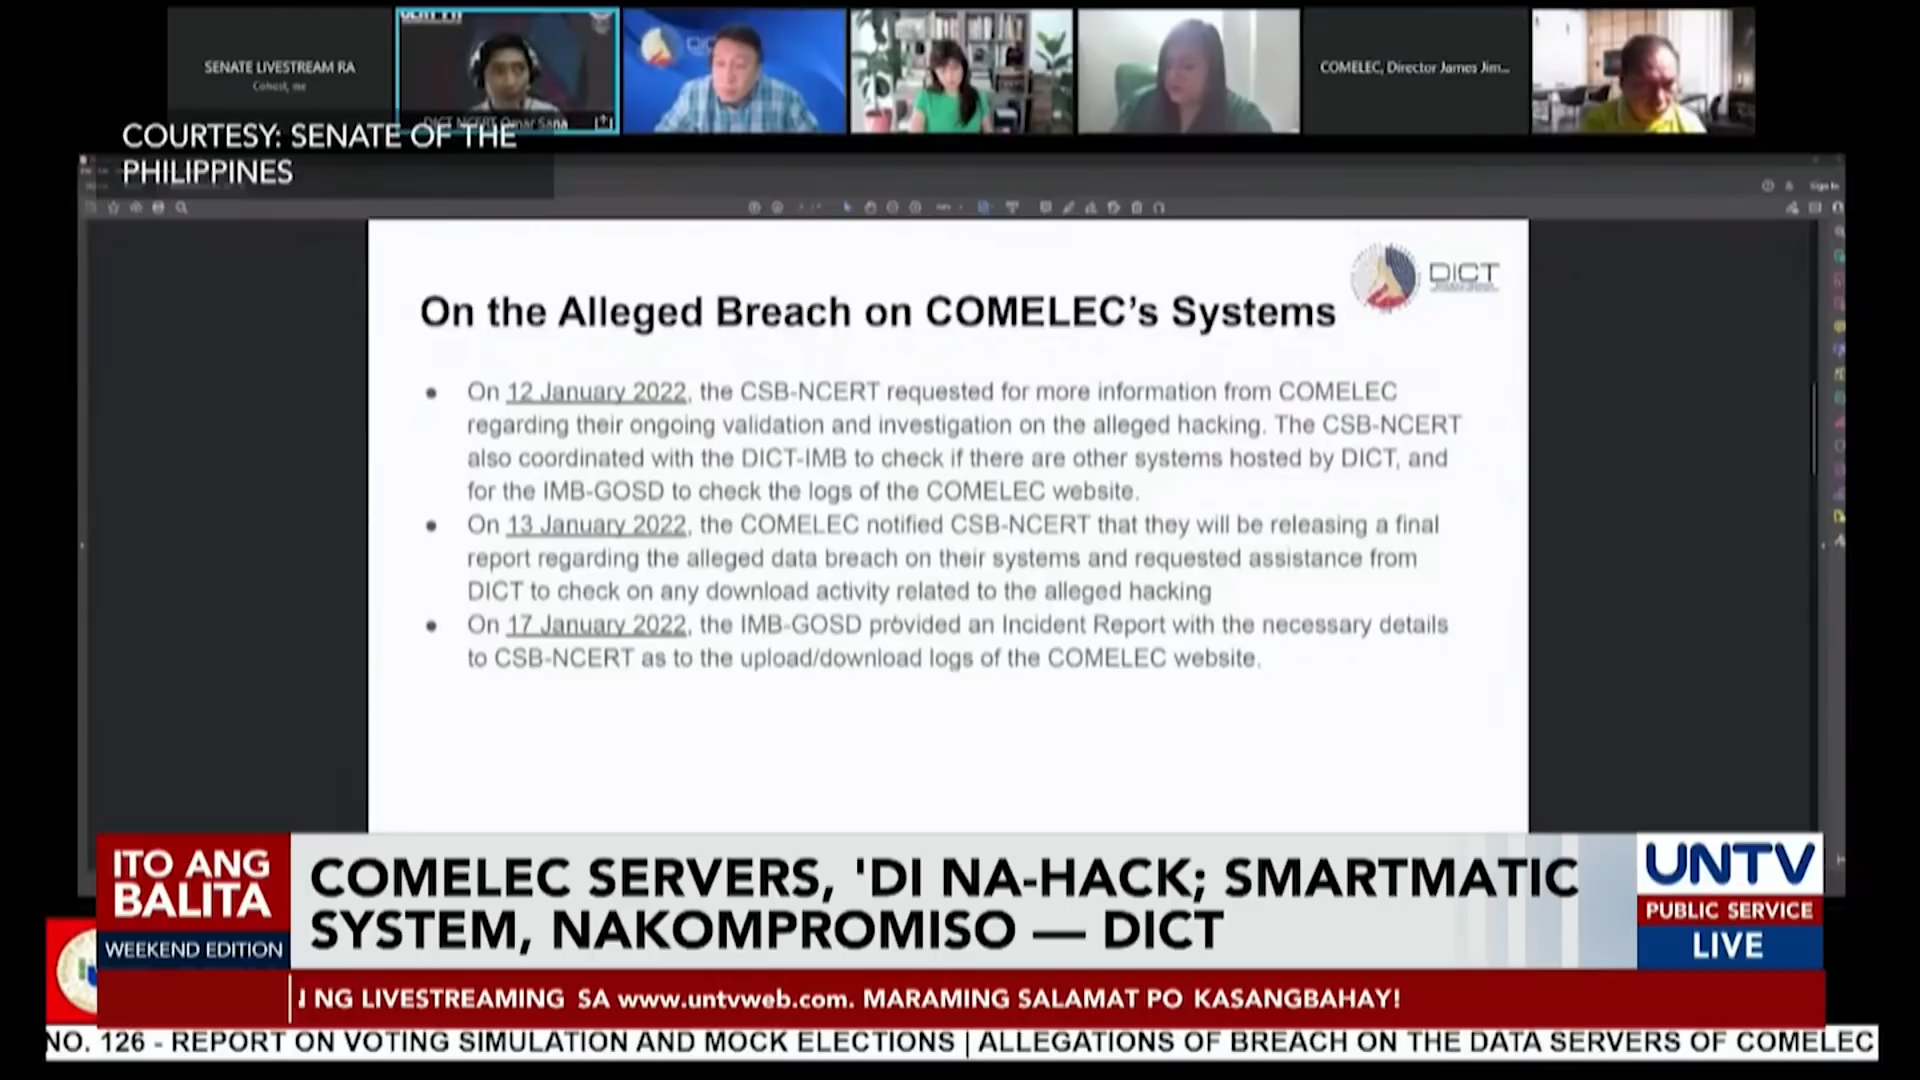 SENATE LIVESTREAM RA
Cohost, me
DICT NCERT Omar Sana
COMELEC, Director James Jim...
COURTESY: SENATE OF THE
PHILIPPINES
Sign In
DICT
On the Alleged Breach on COMELEC's Systems
● On 12 January 2022, the CSB-NCERT requested for more information from COMELEC
regarding their ongoing validation and investigation on the alleged hacking. The CSB-NCERT
also coordinated with the DICT-IMB to check if there are other systems hosted by DICT, and
for the IMB-GOSD to check the logs of the COMELEC website.
● On 13 January 2022, the COMELEC notified CSB-NCERT that they will be releasing a final
report regarding the alleged data breach on their systems and requested assistance from
DICT to check on any download activity related to the alleged hacking
● On 17 January 2022, the IMB-GOSD provided an Incident Report with the necessary details
to CSB-NCERT as to the upload/download logs of the COMELEC website.
ITO ANG
BALITA
WEEKEND EDITION
COMELEC SERVERS, 'DI NA-HACK; SMARTMATIC
SYSTEM, NAKOMPROMISO — DICT
UNTV
PUBLIC SERVICE
LIVE
NG LIVESTREAMING SA www.untvweb.com. MARAMING SALAMAT PO KASANGBAHAY!
NO. 126 - REPORT ON VOTING SIMULATION AND MOCK ELECTIONS | ALLEGATIONS OF BREACH ON THE DATA SERVERS OF COMELEC